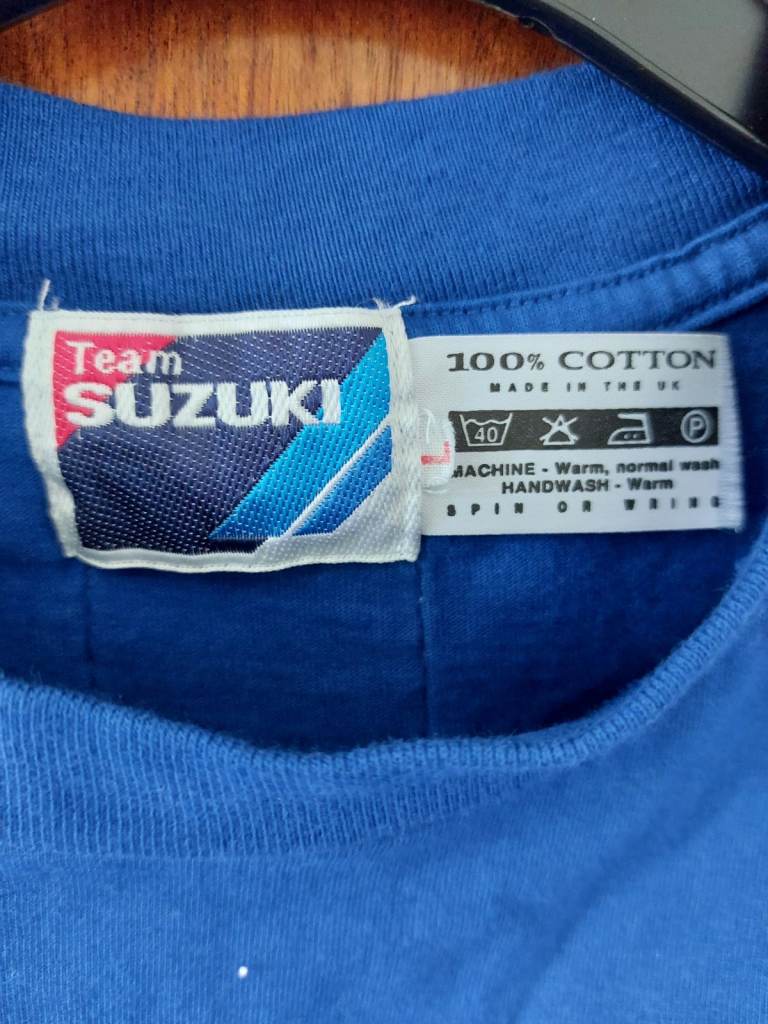 Team
SUZUKI
100% COTTON
MADE IN THE UK
L
40
P
MACHINE - Warm, normal wash
HANDWASH - Warm
SPIN OR WRING